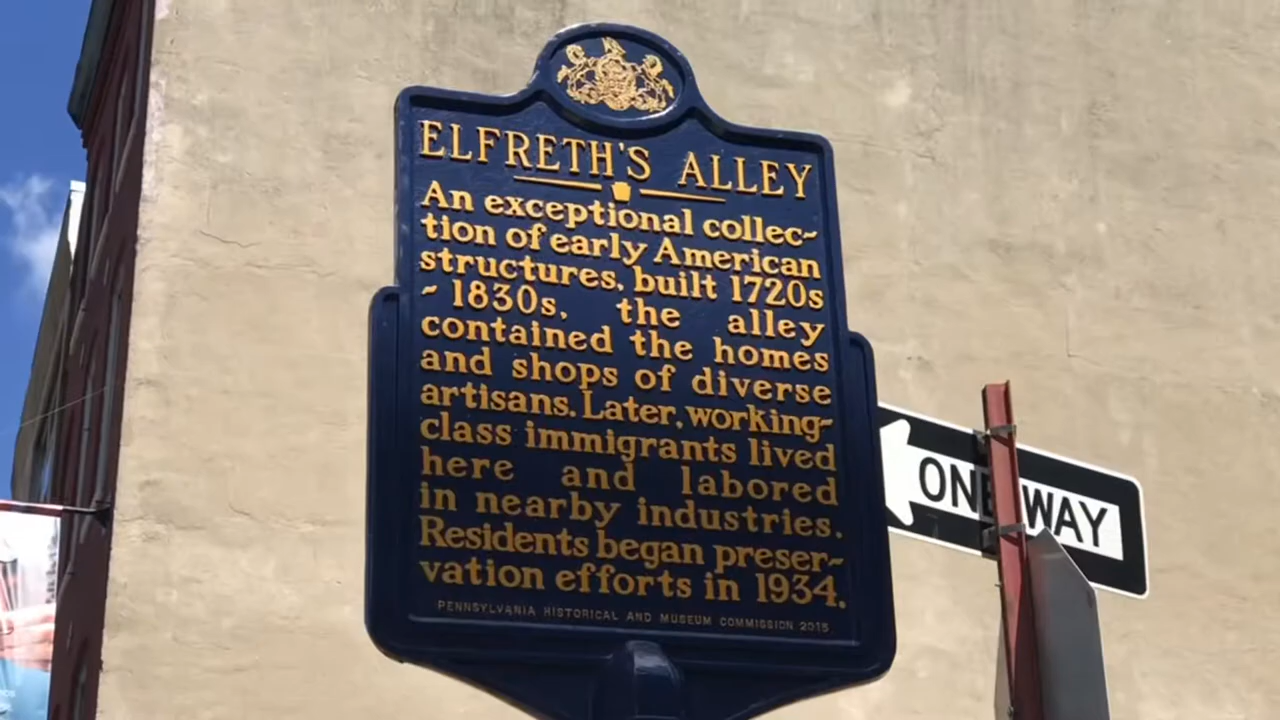 ELFRETH'S ALLEY
An exceptional collec-
tion of early American
structures, built 1720s
- 1830s, the alley
contained the homes
and shops of diverse
artisans. Later, working-
class immigrants lived
here and labored
in nearby industries.
Residents began preser-
vation efforts in 1934.
PENNSYLVANIA HISTORICAL AND MUSEUM COMMISSION 2015
ONE WAY